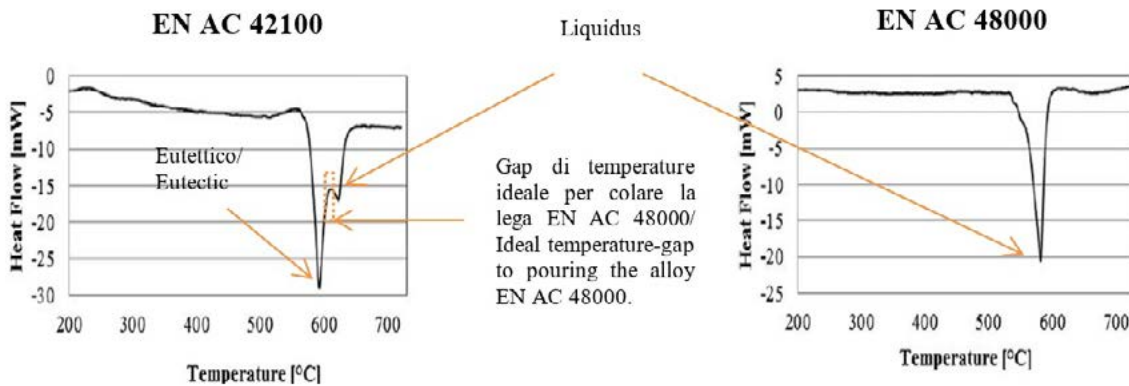 EN AC 42100
Liquidus
EN AC 48000
0
-5
-10
-15
-20
-25
-30
Heat Flow [mW]
Eutettico/
Eutectic
200 300 400 500 600 700
Temperature [°C]
Gap di temperature
ideale per colare la
lega EN AC 48000/
Ideal temperature-gap
to pouring the alloy
EN AC 48000.
5
0
-5
-10
-15
-20
-25
Heat Flow [mW]
200 300 400 500 600 700
Temperature [°C]